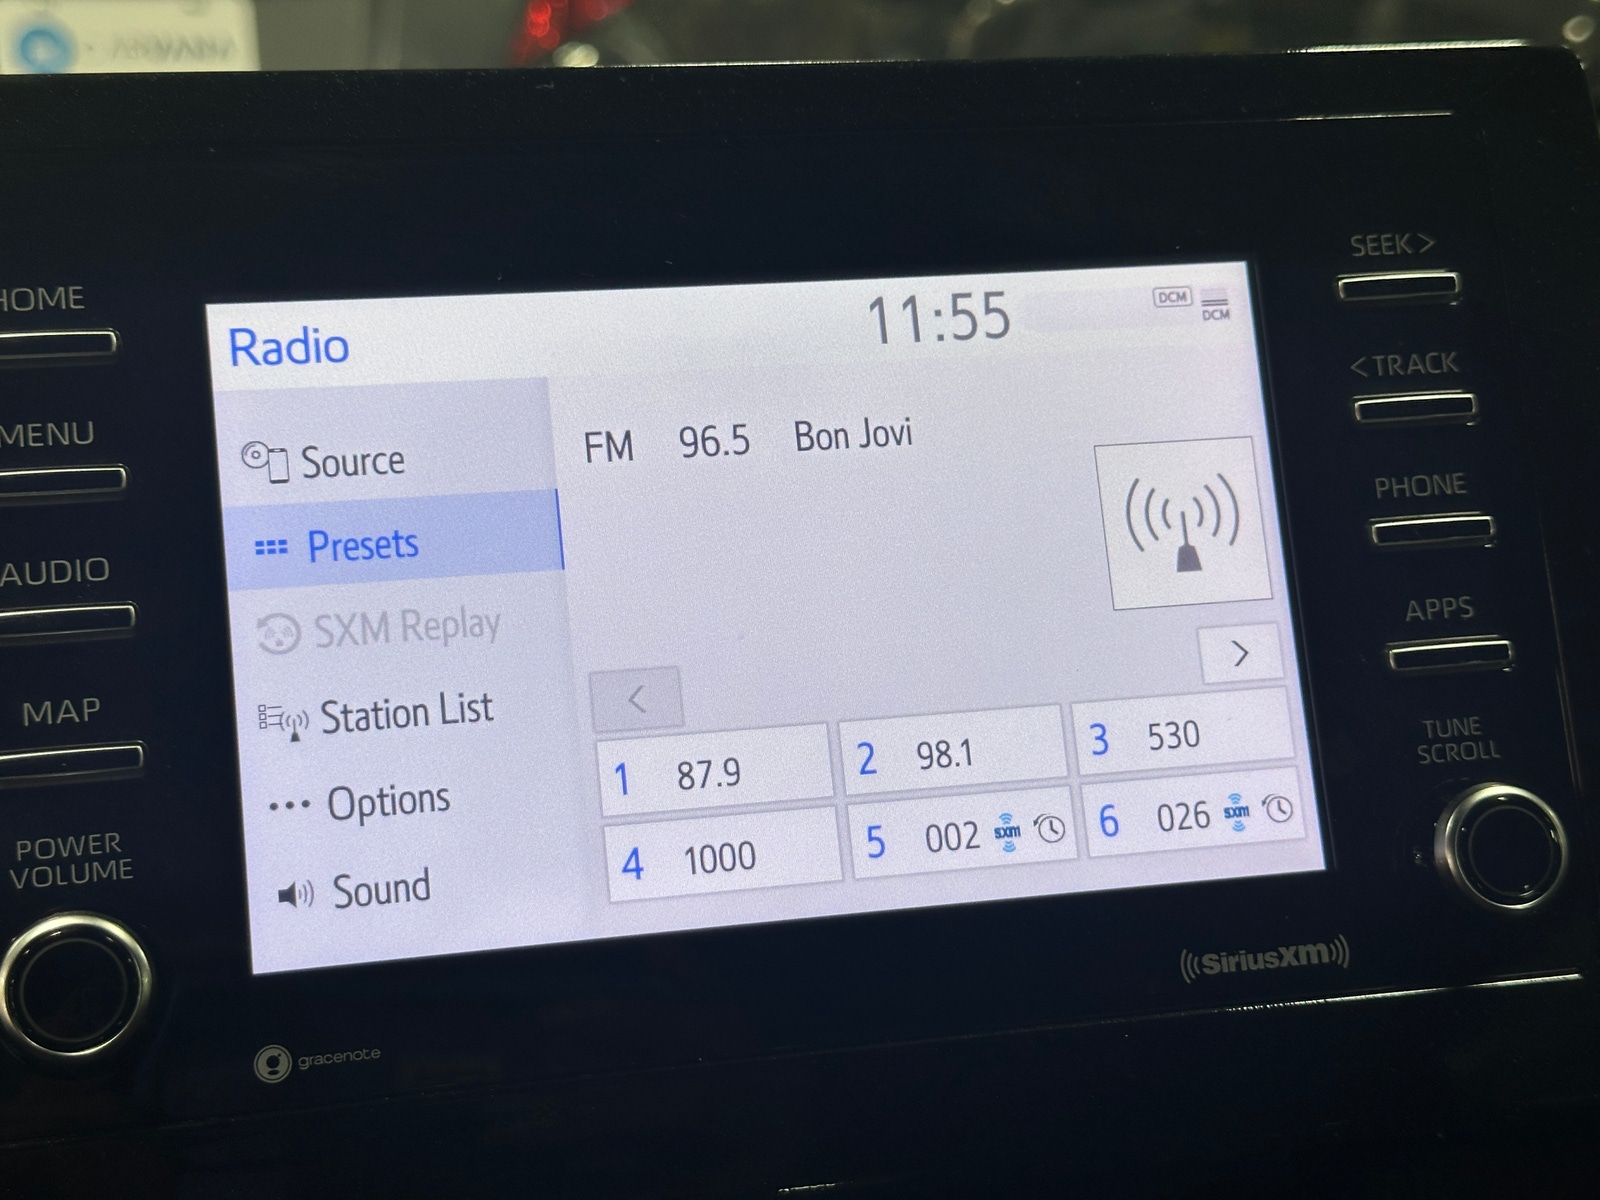 HOME
MENU
AUDIO
MAP
POWER
VOLUME
Radio
11:55
DCM
DCM
Source
Presets
SXM Replay
Station List
Options
Sound
FM 96.5 Bon Jovi
<
>
1 87.9
2 98.1
3 530
4 1000
5 002 sxm
6 026 sxm
SEEK >
< TRACK
PHONE
APPS
TUNE
SCROLL
((SiriusXM))
gracenote